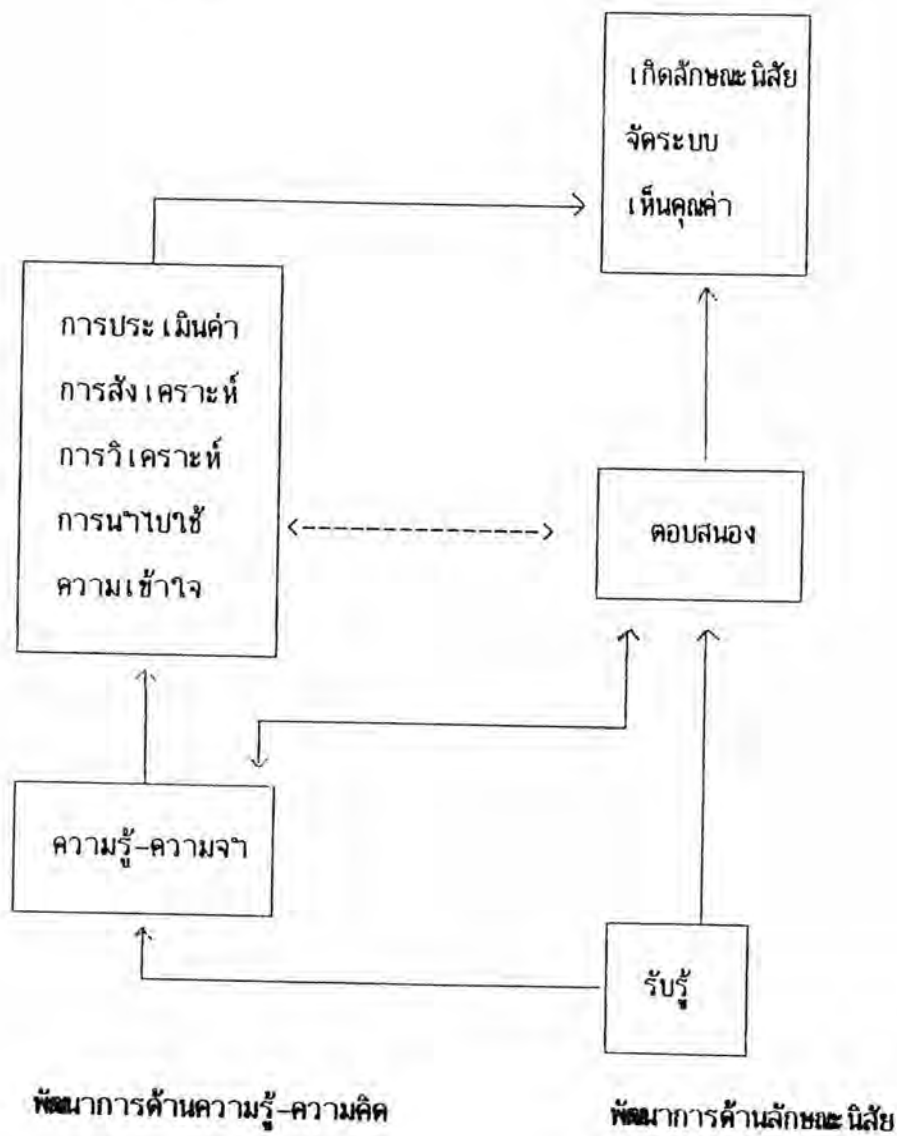 เกิดลักษณะนิสัย
จัดระบบ
เห็นคุณค่า
การประเมินค่า
การสังเคราะห์
การวิเคราะห์
การนำไปใช้
ความเข้าใจ
ตอบสนอง
ความรู้-ความจำ
รับรู้
พัฒนาการด้านความรู้-ความคิด
พัฒนาการด้านลักษณะนิสัย